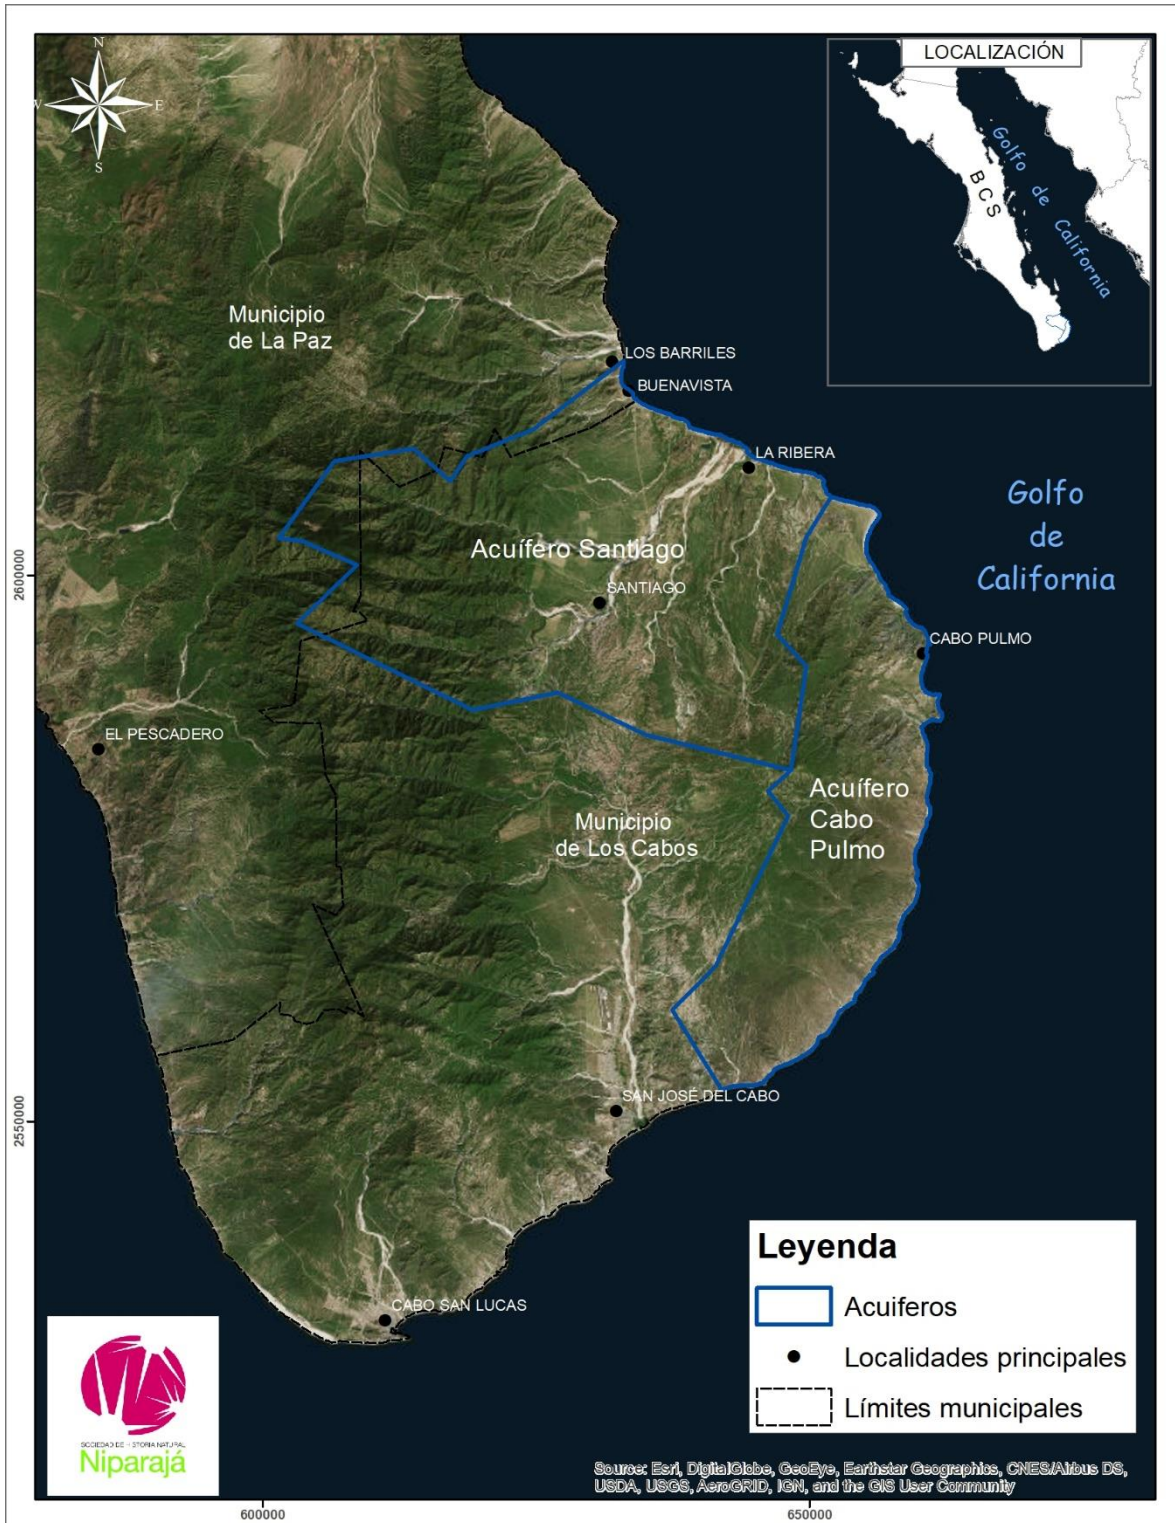 N
W
E
S
LOCALIZACIÓN
Golfo de California
BCS
Municipio
de La Paz
LOS BARRILES
BUENAVISTA
LA RIBERA
Golfo
de
California
Acuífero Santiago
SANTIAGO
CABO PULMO
EL PESCADERO
Acuífero
Cabo
Pulmo
Municipio
de Los Cabos
SAN JOSÉ DEL CABO
CABO SAN LUCAS
2600000
2550000
600000
650000
Leyenda
Acuiferos
Localidades principales
Límites municipales
SOCIEDAD DE HISTORIA NATURAL
Niparajá
Source: Esri, DigitalGlobe, GeoEye, Earthstar Geographics, CNES/Airbus DS,
USDA, USGS, AeroGRID, IGN, and the GIS User Community